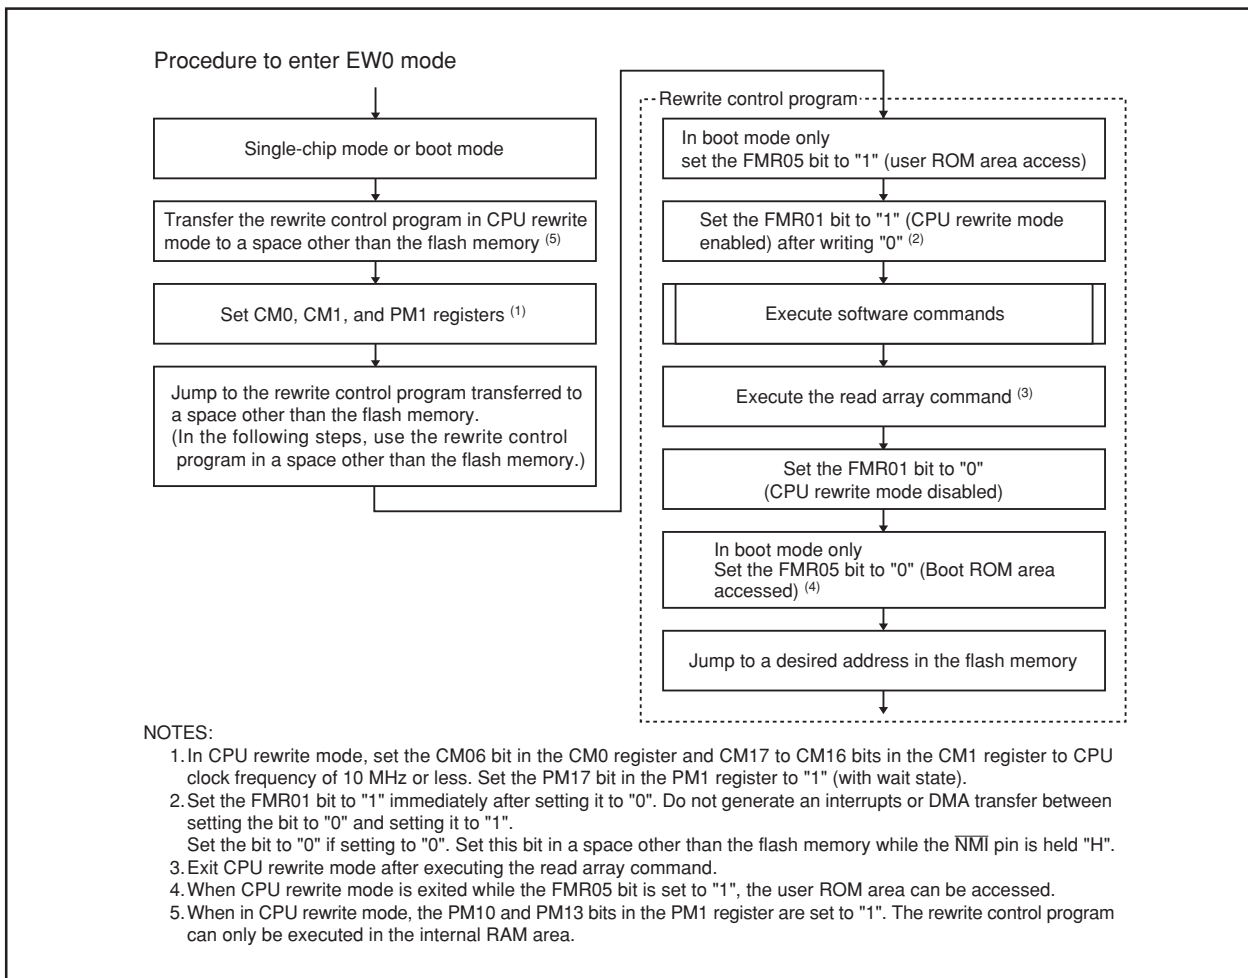 Procedure to enter EW0 mode
Single-chip mode or boot mode
Transfer the rewrite control program in CPU rewrite
mode to a space other than the flash memory (5)
Set CM0, CM1, and PM1 registers (1)
Jump to the rewrite control program transferred to
a space other than the flash memory.
(In the following steps, use the rewrite control
program in a space other than the flash memory.)
Rewrite control program
In boot mode only
set the FMR05 bit to "1" (user ROM area access)
Set the FMR01 bit to "1" (CPU rewrite mode
enabled) after writing "0" (2)
Execute software commands
Execute the read array command (3)
Set the FMR01 bit to "0"
(CPU rewrite mode disabled)
In boot mode only
Set the FMR05 bit to "0" (Boot ROM area
accessed) (4)
Jump to a desired address in the flash memory
NOTES:
1. In CPU rewrite mode, set the CM06 bit in the CM0 register and CM17 to CM16 bits in the CM1 register to CPU
clock frequency of 10 MHz or less. Set the PM17 bit in the PM1 register to "1" (with wait state).
2. Set the FMR01 bit to "1" immediately after setting it to "0". Do not generate an interrupts or DMA transfer between
setting the bit to "0" and setting it to "1".
Set the bit to "0" if setting to "0". Set this bit in a space other than the flash memory while the NMI pin is held "H".
3. Exit CPU rewrite mode after executing the read array command.
4. When CPU rewrite mode is exited while the FMR05 bit is set to "1", the user ROM area can be accessed.
5. When in CPU rewrite mode, the PM10 and PM13 bits in the PM1 register are set to "1". The rewrite control program
can only be executed in the internal RAM area.